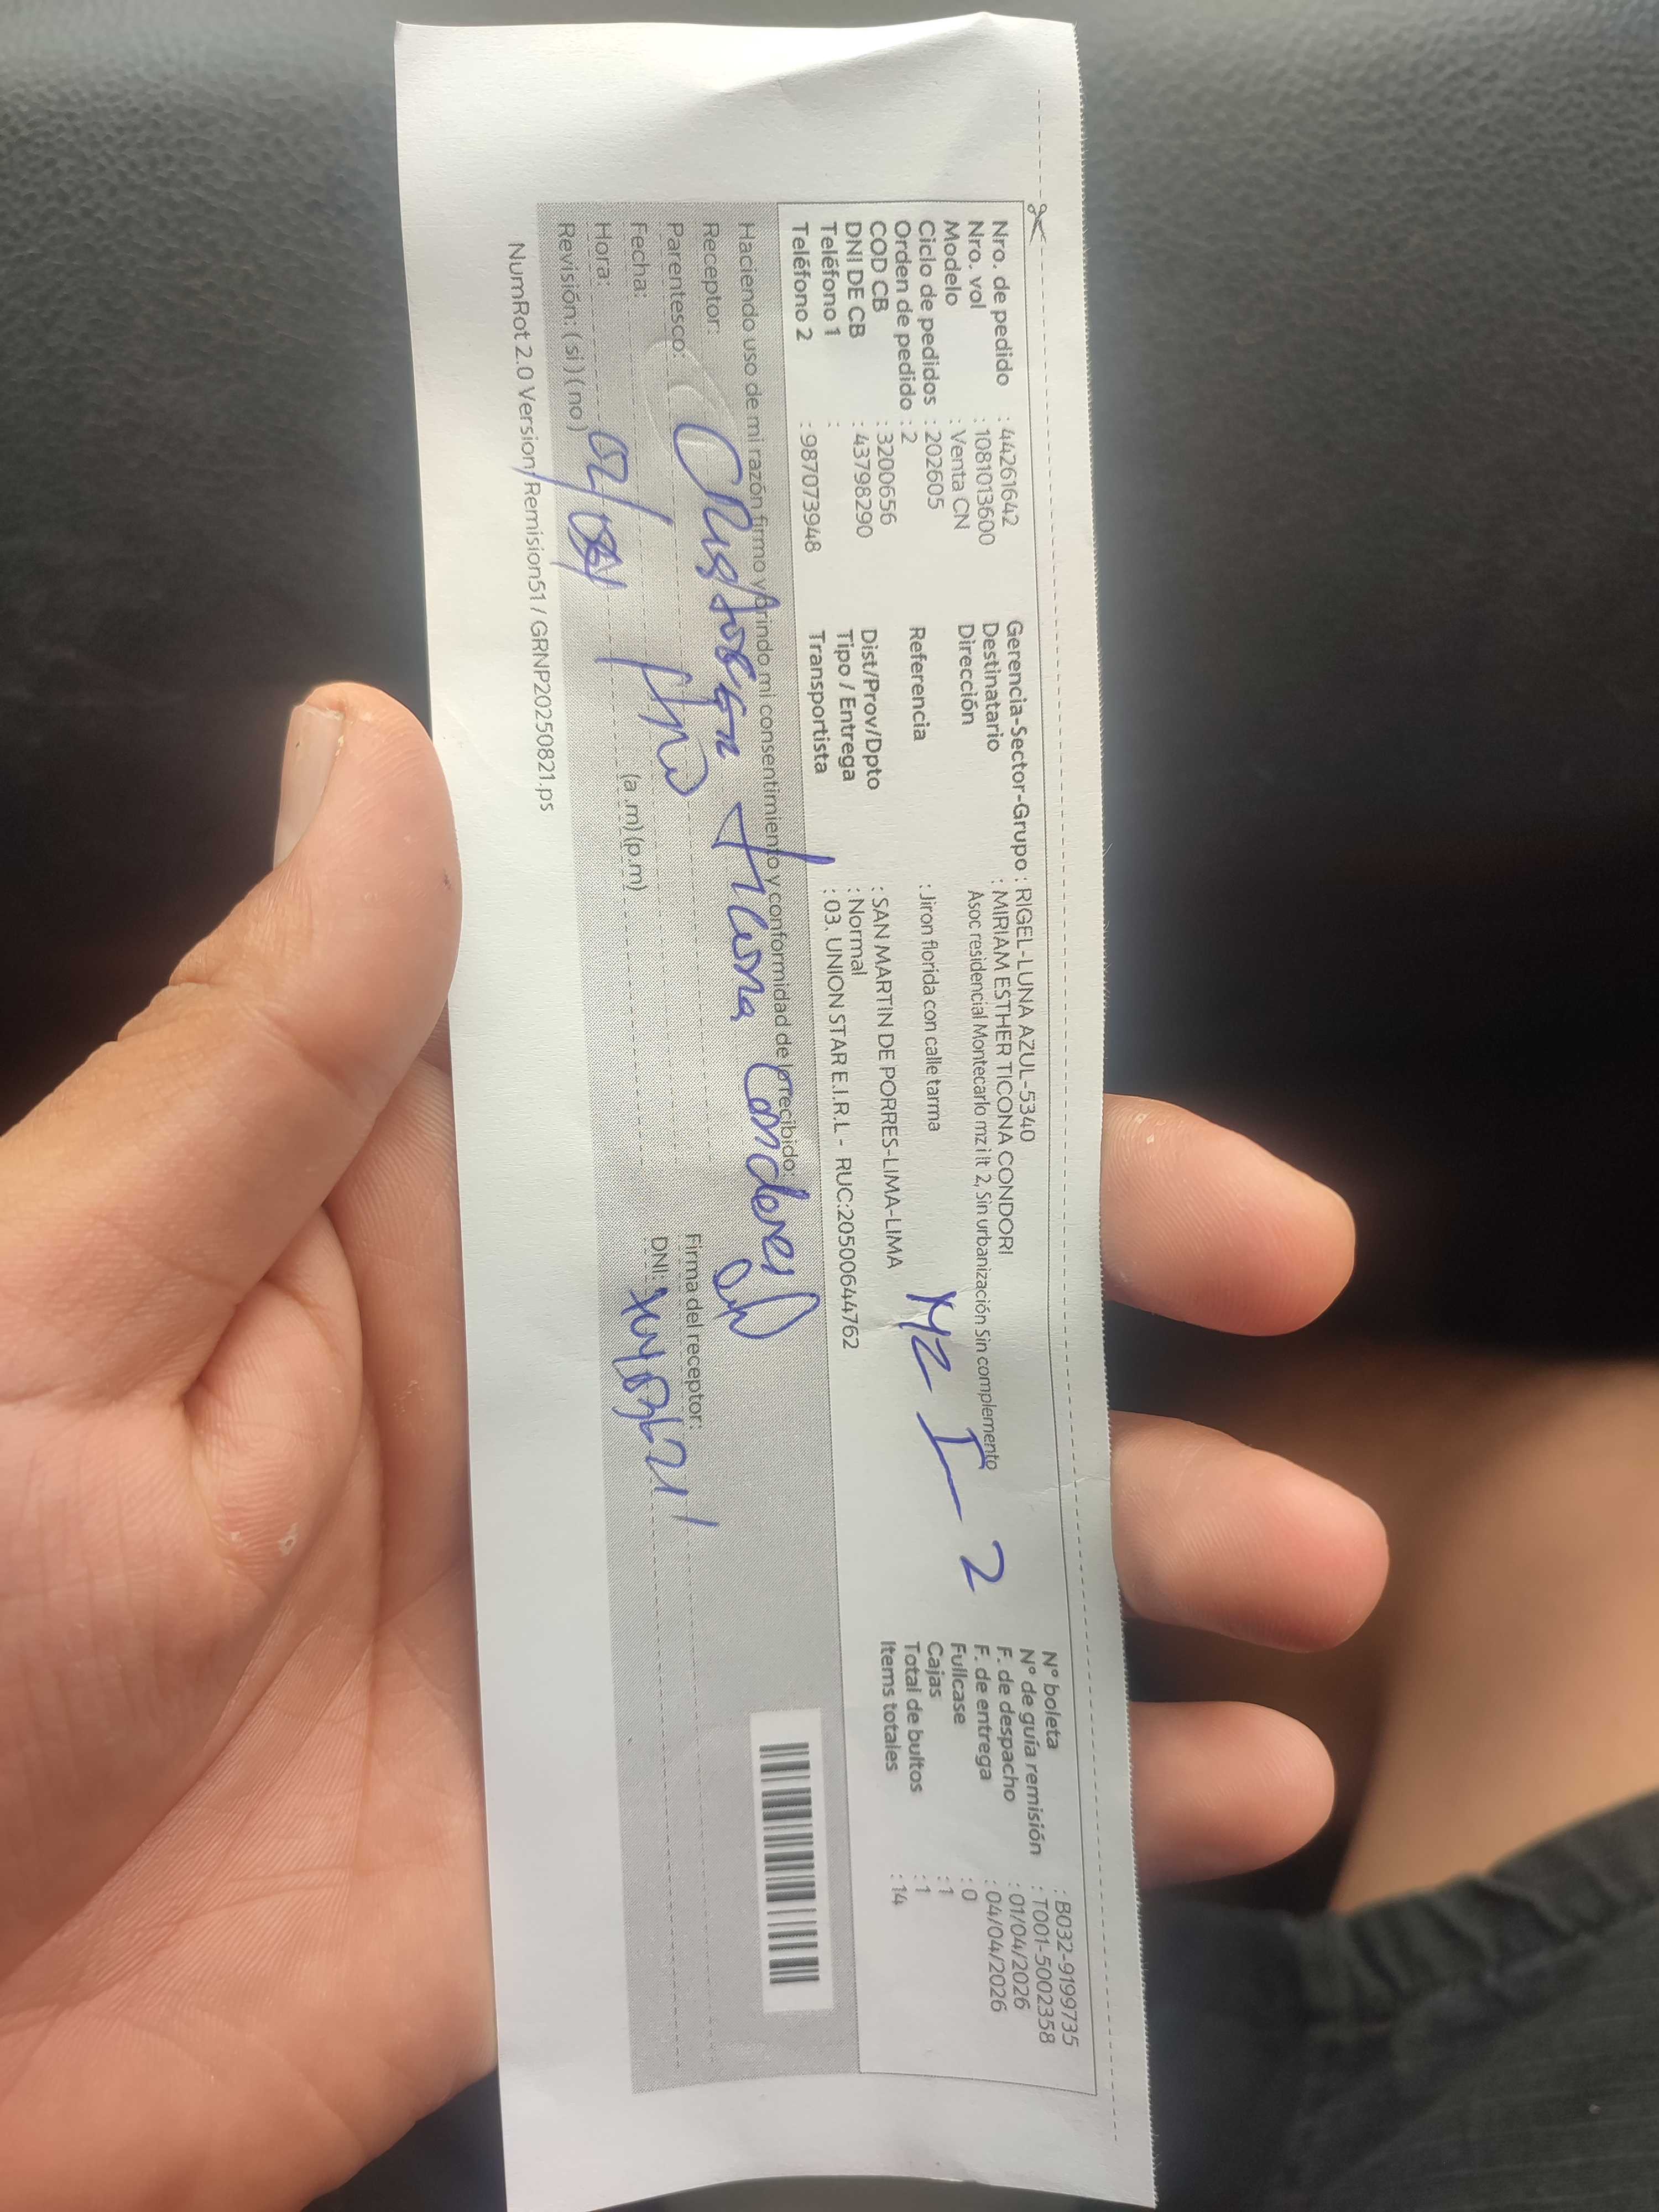 Nro. de pedido : 44261642
Nro. vol : 1081013600
Modelo : Venta CN
Ciclo de pedidos : 202605
Orden de pedido : 2
COD CB : 3200656
DNI DE CB : 43798290
Teléfono 1 :
Teléfono 2 : 987073948
Gerencia-Sector-Grupo : RIGEL-LUNA AZUL-5340
Destinatario : MIRIAM ESTHER TICONA CONDORI
Dirección Asoc residencial Montecarlo mz i lt 2, Sin urbanización Sin complemento
Referencia : Jiron florida con calle tarma
Dist/Prov/Dpto : SAN MARTIN DE PORRES-LIMA-LIMA
Tipo / Entrega : Normal
Transportista : 03. UNION STAR E.I.R.L - RUC:20500644762
Mz I 2
N° boleta : B032-9199735
N° de guía remisión : T001-5002358
F. de despacho : 01/04/2026
F. de entrega : 04/04/2026
Fullcase : 0
Cajas : 1
Total de bultos : 1
Items totales : 14
Haciendo uso de mi razón firmo y brindo mi consentimiento y conformidad de lo recibido:
Receptor:
Parentesco:
Fecha:
Hora: (a.m) (p.m)
Revisión: (si) (no)
Firma del receptor:
DNI:
NumRot 2.0 Version/Remision51 / GRNP20250821.ps